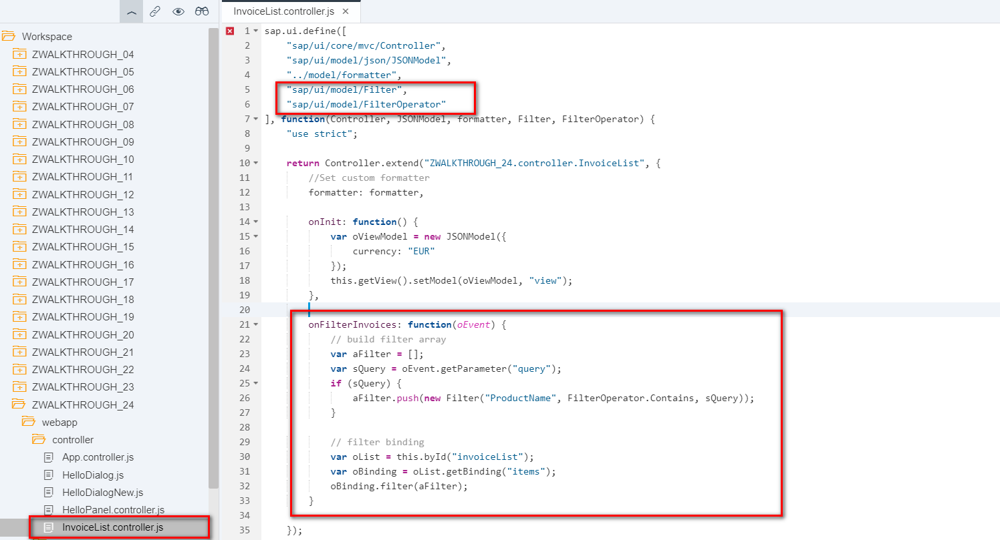 InvoiceList.controller.js ×
Workspace
ZWALKTHROUGH_04
ZWALKTHROUGH_05
ZWALKTHROUGH_06
ZWALKTHROUGH_07
ZWALKTHROUGH_08
ZWALKTHROUGH_09
ZWALKTHROUGH_10
ZWALKTHROUGH_11
ZWALKTHROUGH_12
ZWALKTHROUGH_13
ZWALKTHROUGH_14
ZWALKTHROUGH_15
ZWALKTHROUGH_16
ZWALKTHROUGH_17
ZWALKTHROUGH_18
ZWALKTHROUGH_19
ZWALKTHROUGH_20
ZWALKTHROUGH_21
ZWALKTHROUGH_22
ZWALKTHROUGH_23
ZWALKTHROUGH_24
webapp
controller
App.controller.js
HelloDialog.js
HelloDialogNew.js
HelloPanel.controller.js
InvoiceList.controller.js
1 sap.ui.define([
2 "sap/ui/core/mvc/Controller",
3 "sap/ui/model/json/JSONModel",
4 "../model/formatter",
5 "sap/ui/model/Filter",
6 "sap/ui/model/FilterOperator"
7 ], function(Controller, JSONModel, formatter, Filter, FilterOperator) {
8 "use strict";
9
10 return Controller.extend("ZWALKTHROUGH_24.controller.InvoiceList", {
11 //Set custom formatter
12 formatter: formatter,
13
14 onInit: function() {
15 var oViewModel = new JSONModel({
16 currency: "EUR"
17 });
18 this.getView().setModel(oViewModel, "view");
19 },
20
21 onFilterInvoices: function(oEvent) {
22 // build filter array
23 var aFilter = [];
24 var sQuery = oEvent.getParameter("query");
25 if (sQuery) {
26 aFilter.push(new Filter("ProductName", FilterOperator.Contains, sQuery));
27 }
28
29 // filter binding
30 var oList = this.byId("invoiceList");
31 var oBinding = oList.getBinding("items");
32 oBinding.filter(aFilter);
33 }
34
35 });